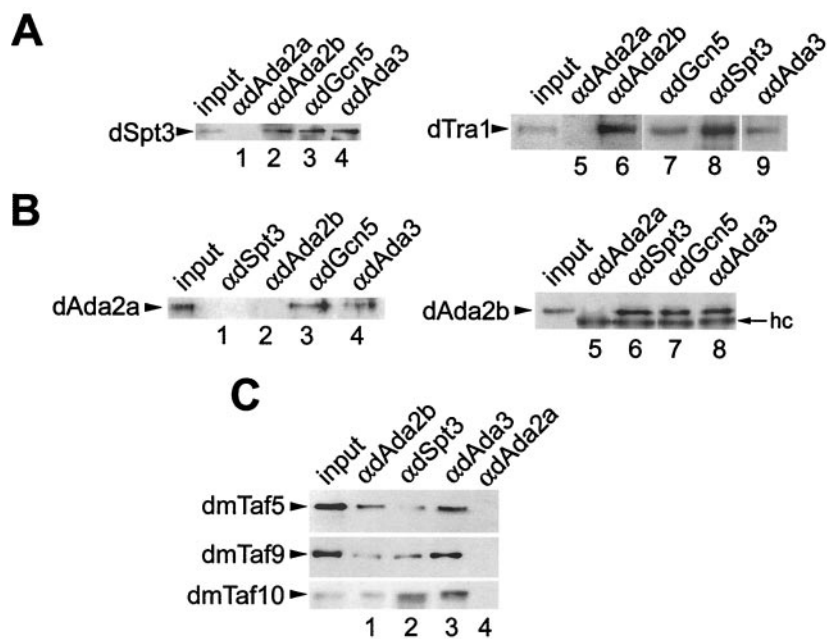 A
input αdAda2a αdAda2b αdGcn5 αdAda3
dSpt3
1 2 3 4
input αdAda2a αdAda2b αdGcn5 αdSpt3 αdAda3
dTra1
5 6 7 8 9
B
input αdSpt3 αdAda2b αdGcn5 αdAda3
dAda2a
1 2 3 4
input αdAda2a αdSpt3 αdGcn5 αdAda3
dAda2b
hc
5 6 7 8
C
input αdAda2b αdSpt3 αdAda3 αdAda2a
dmTaf5
dmTaf9
dmTaf10
1 2 3 4